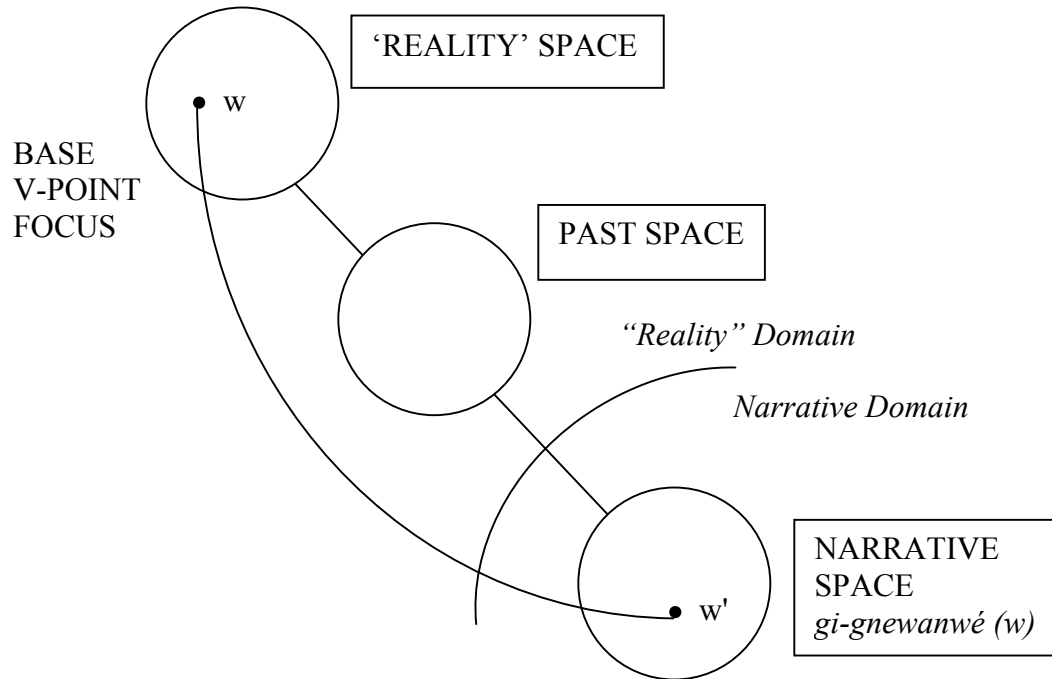 ‘REALITY’ SPACE
w
BASE
V-POINT
FOCUS
PAST SPACE
“Reality” Domain
Narrative Domain
NARRATIVE
SPACE
gi-gnewanwé (w)
w'